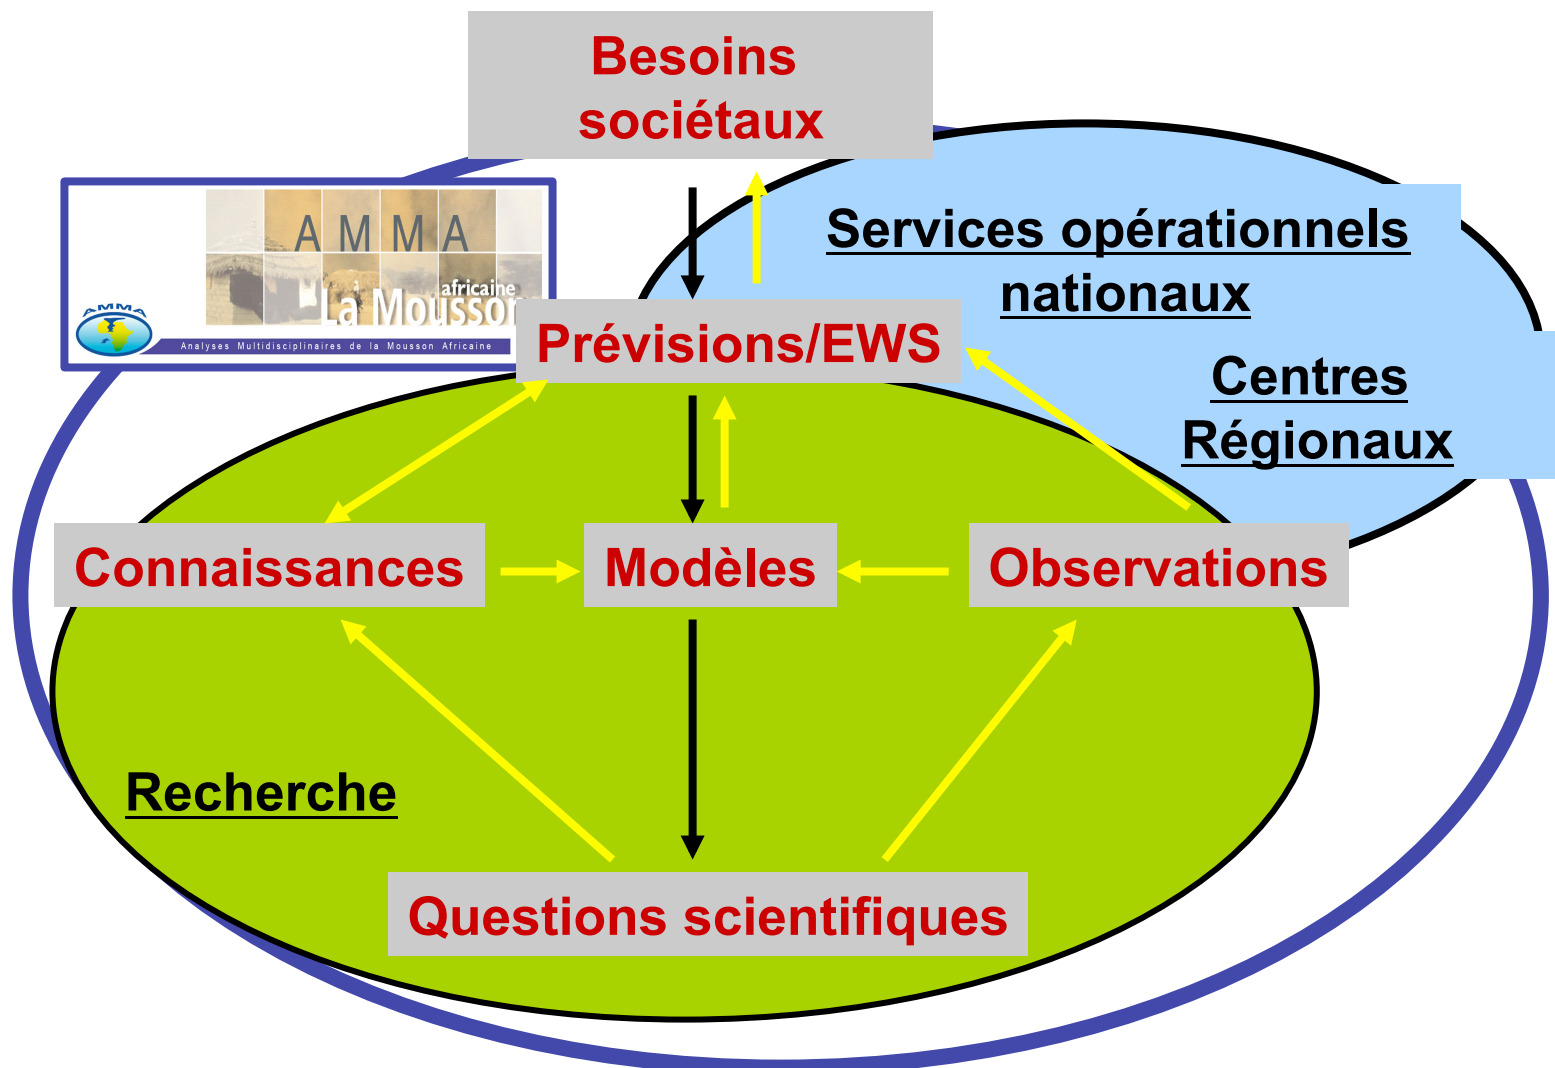 Besoins
sociétaux
AMMA
africaine
La Mousson
AMMA
Analyses Multidisciplinaires de la Mousson Africaine
Services opérationnels
nationaux
Prévisions/EWS
Centres
Régionaux
Connaissances
Modèles
Observations
Recherche
Questions scientifiques